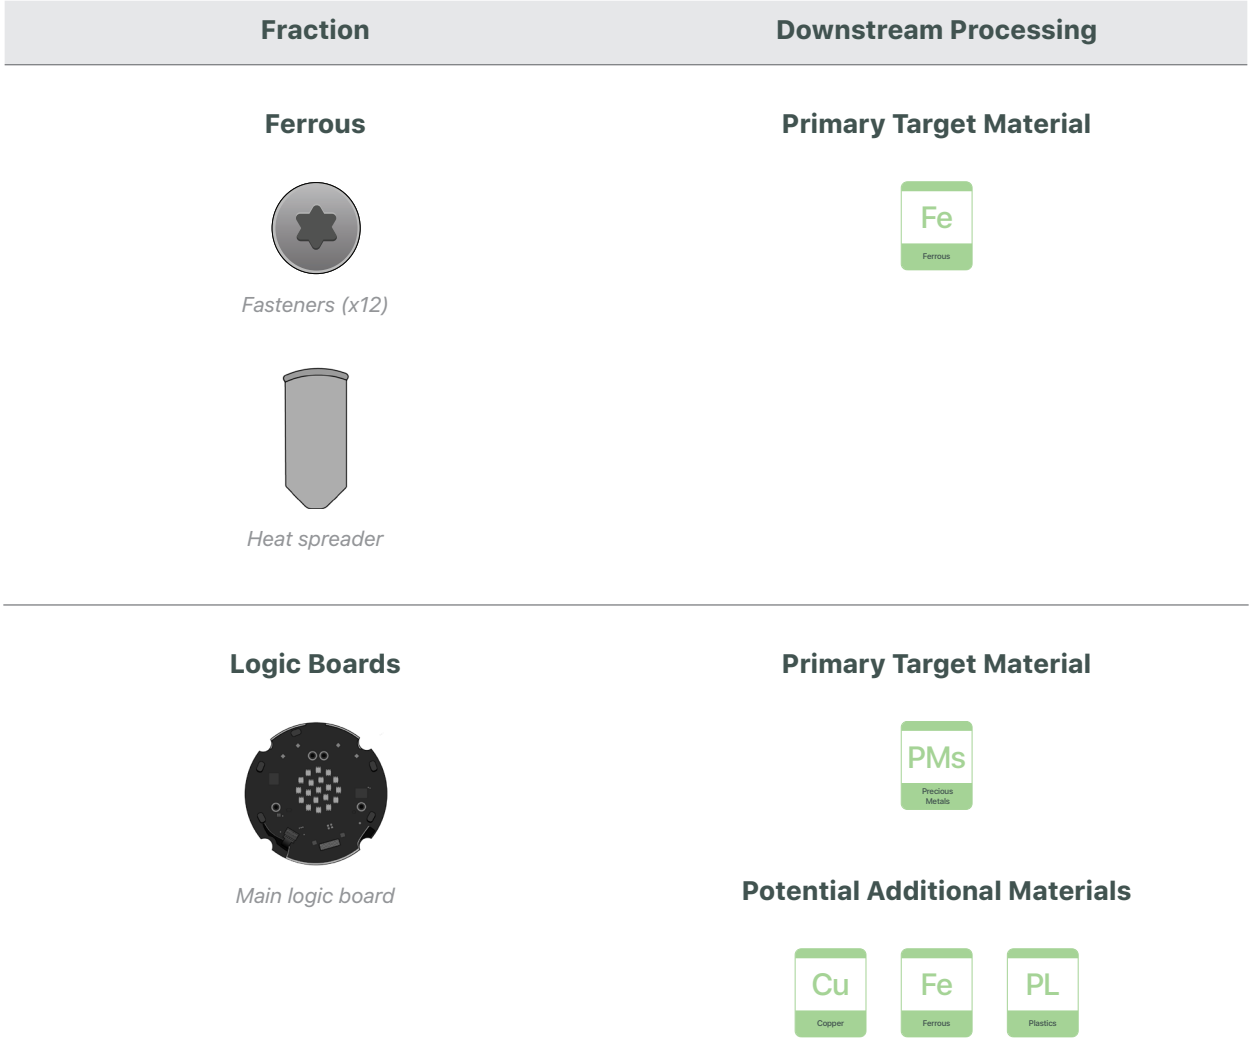 Fraction
Downstream Processing
Ferrous
Primary Target Material
Fe
Ferrous
Fasteners (x12)
Heat spreader
Logic Boards
Primary Target Material
PMs
Precious
Metals
Main logic board
Potential Additional Materials
Cu
Copper
Fe
Ferrous
PL
Plastics